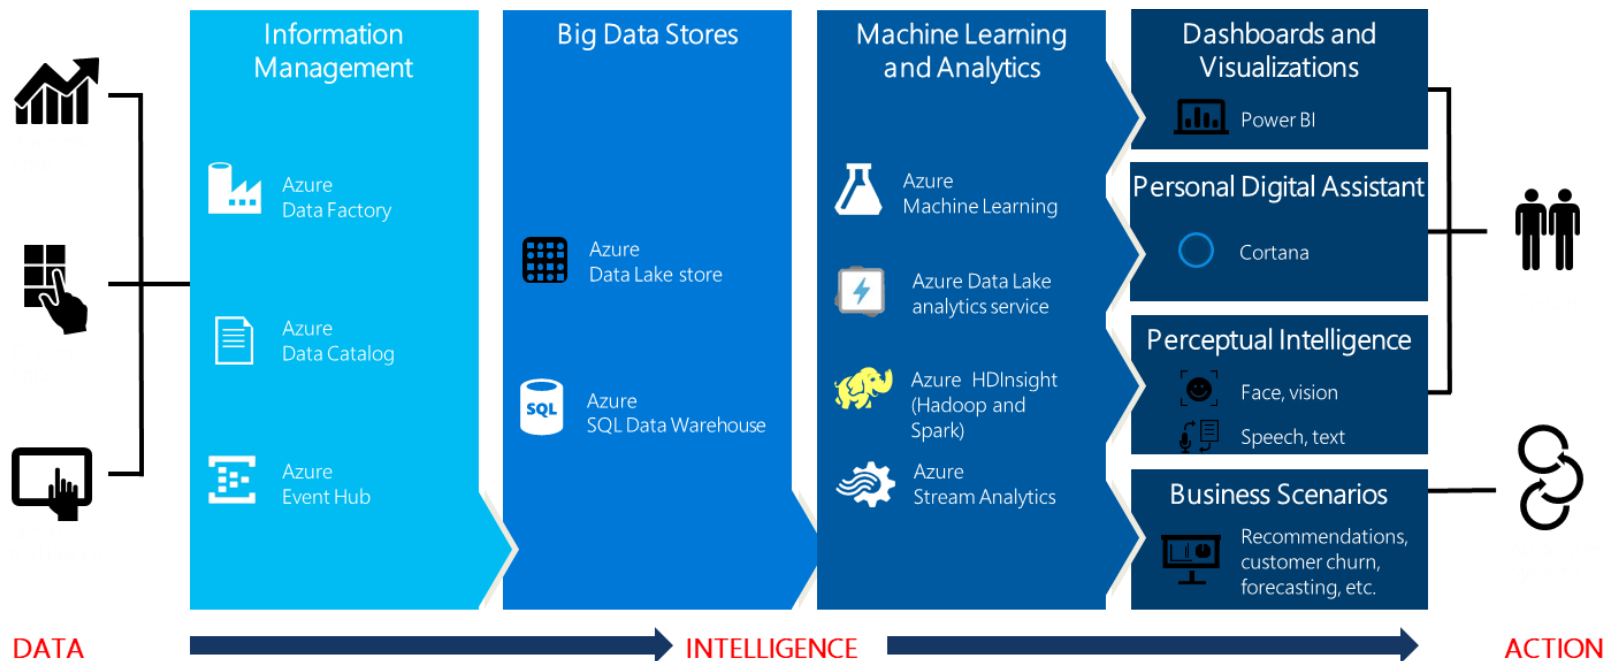 Information
Management
Azure
Data Factory
Azure
Data Catalog
Azure
Event Hub
Big Data Stores
Azure
Data Lake store
SQL
Azure
SQL Data Warehouse
Machine Learning
and Analytics
Azure
Machine Learning
Azure Data Lake
analytics service
Azure HDInsight
(Hadoop and
Spark)
Azure
Stream Analytics
Dashboards and
Visualizations
Power BI
Personal Digital Assistant
Cortana
Perceptual Intelligence
Face, vision
Speech, text
Business Scenarios
Recommendations,
customer churn,
forecasting, etc.
DATA
INTELLIGENCE
ACTION